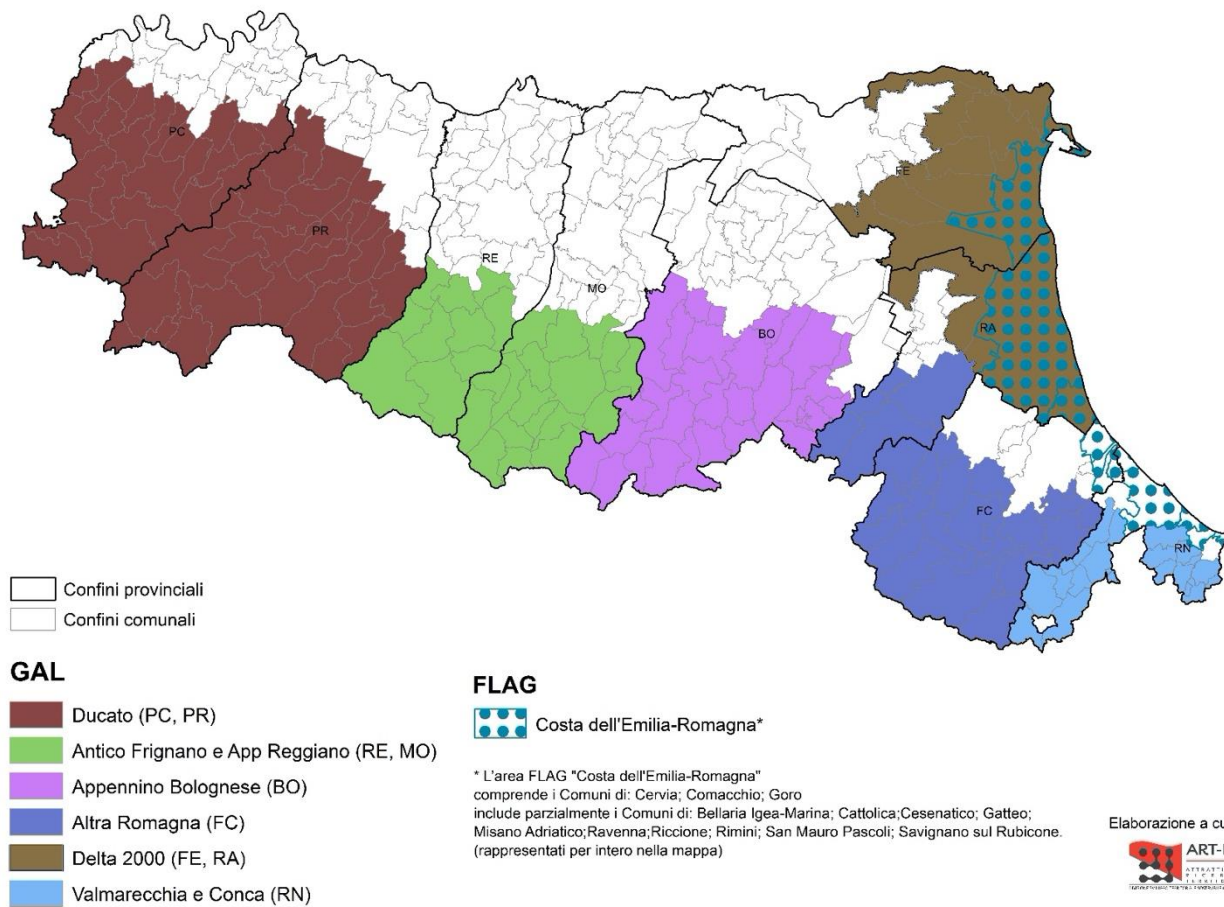 PC
PR
RE
MO
BO
FE
RA
FC
RN
Confini provinciali
Confini comunali
GAL
Ducato (PC, PR)
Antico Frignano e App Reggiano (RE, MO)
Appennino Bolognese (BO)
Altra Romagna (FC)
Delta 2000 (FE, RA)
Valmarecchia e Conca (RN)
FLAG
Costa dell'Emilia-Romagna*
* L'area FLAG "Costa dell'Emilia-Romagna"
comprende i Comuni di: Cervia; Comacchio; Goro
include parzialmente i Comuni di: Bellaria Igea-Marina; Cattolica;Cesenatico; Gatteo;
Misano Adriatico;Ravenna;Riccione; Rimini; San Mauro Pascoli; Savignano sul Rubicone.
(rappresentati per intero nella mappa)
Elaborazione a cu
ART-